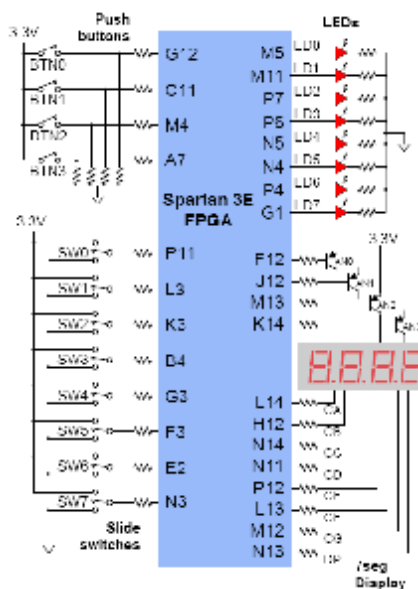 Push
buttons
3.3V
BTN0
BTN1
BTN2
BTN3
G12
C11
M4
A7
Spartan 3E
FPGA
LEDs
M5 LD0
M11 LD1
P7 LD2
P6 LD3
N5 LD4
N4 LD5
P4 LD6
G1 LD7
3.3V
SW0 P11
SW1 L3
SW2 K3
SW3 B4
SW4 G3
SW5 F3
SW6 E2
SW7 N3
Slide
switches
3.3V
F12 AN0
J12 AN1
M13 AN2
K14 AN3
8.8.8.8
L14 CA
H12 CB
N14 CC
N11 CD
P12 CE
L13 CF
M12 CG
N13 DP
7seg
Display